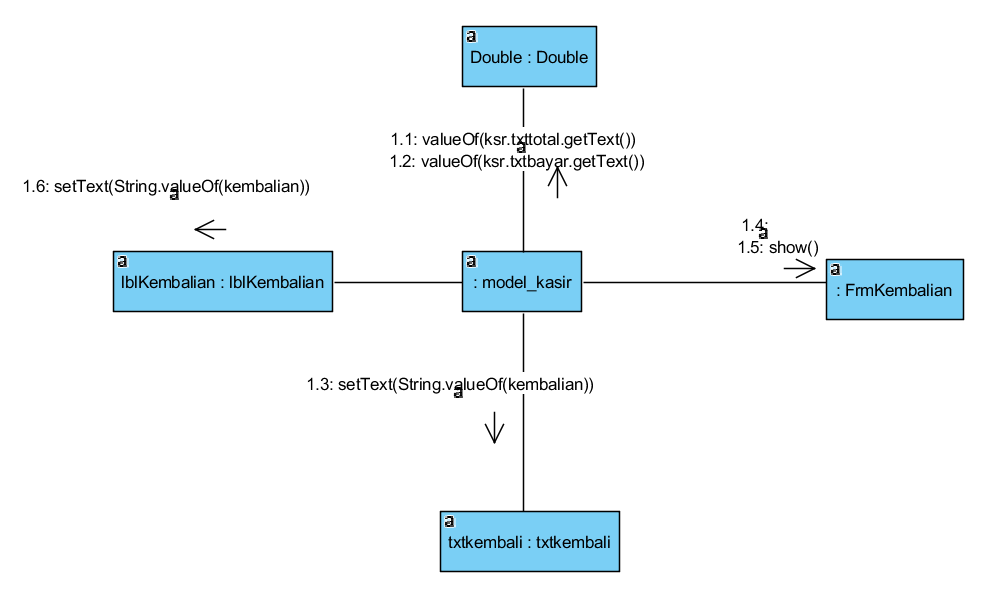 a
Double : Double
1.1: valueOf(ksr.txttotal.getText())
a
1.2: valueOf(ksr.txtbayar.getText())
1.6: setText(String.valueOf(kembalian))
a
1.4:
a
1.5: show()
a
lblKembalian : lblKembalian
a
: model_kasir
a
: FrmKembalian
1.3: setText(String.valueOf(kembalian))
a
a
txtkembali : txtkembali